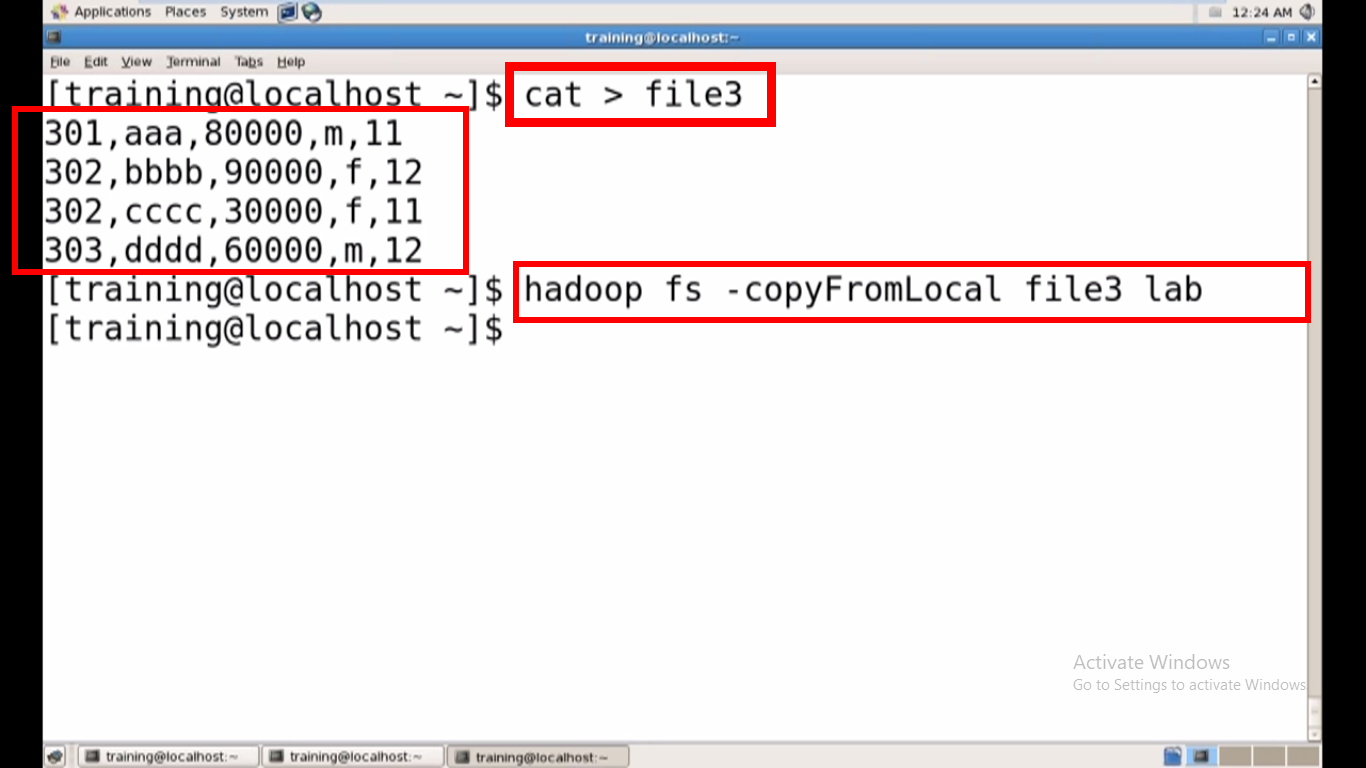 Applications Places System 12:24 AM
training@localhost:~
File Edit View Terminal Tabs Help
[training@localhost ~]$ cat > file3
301,aaa,80000,m,11
302,bbbb,90000,f,12
302,cccc,30000,f,11
303,dddd,60000,m,12
[training@localhost ~]$ hadoop fs -copyFromLocal file3 lab
[training@localhost ~]$
Activate Windows
Go to Settings to activate Windows
training@localhost:~ training@localhost:~ training@localhost:~